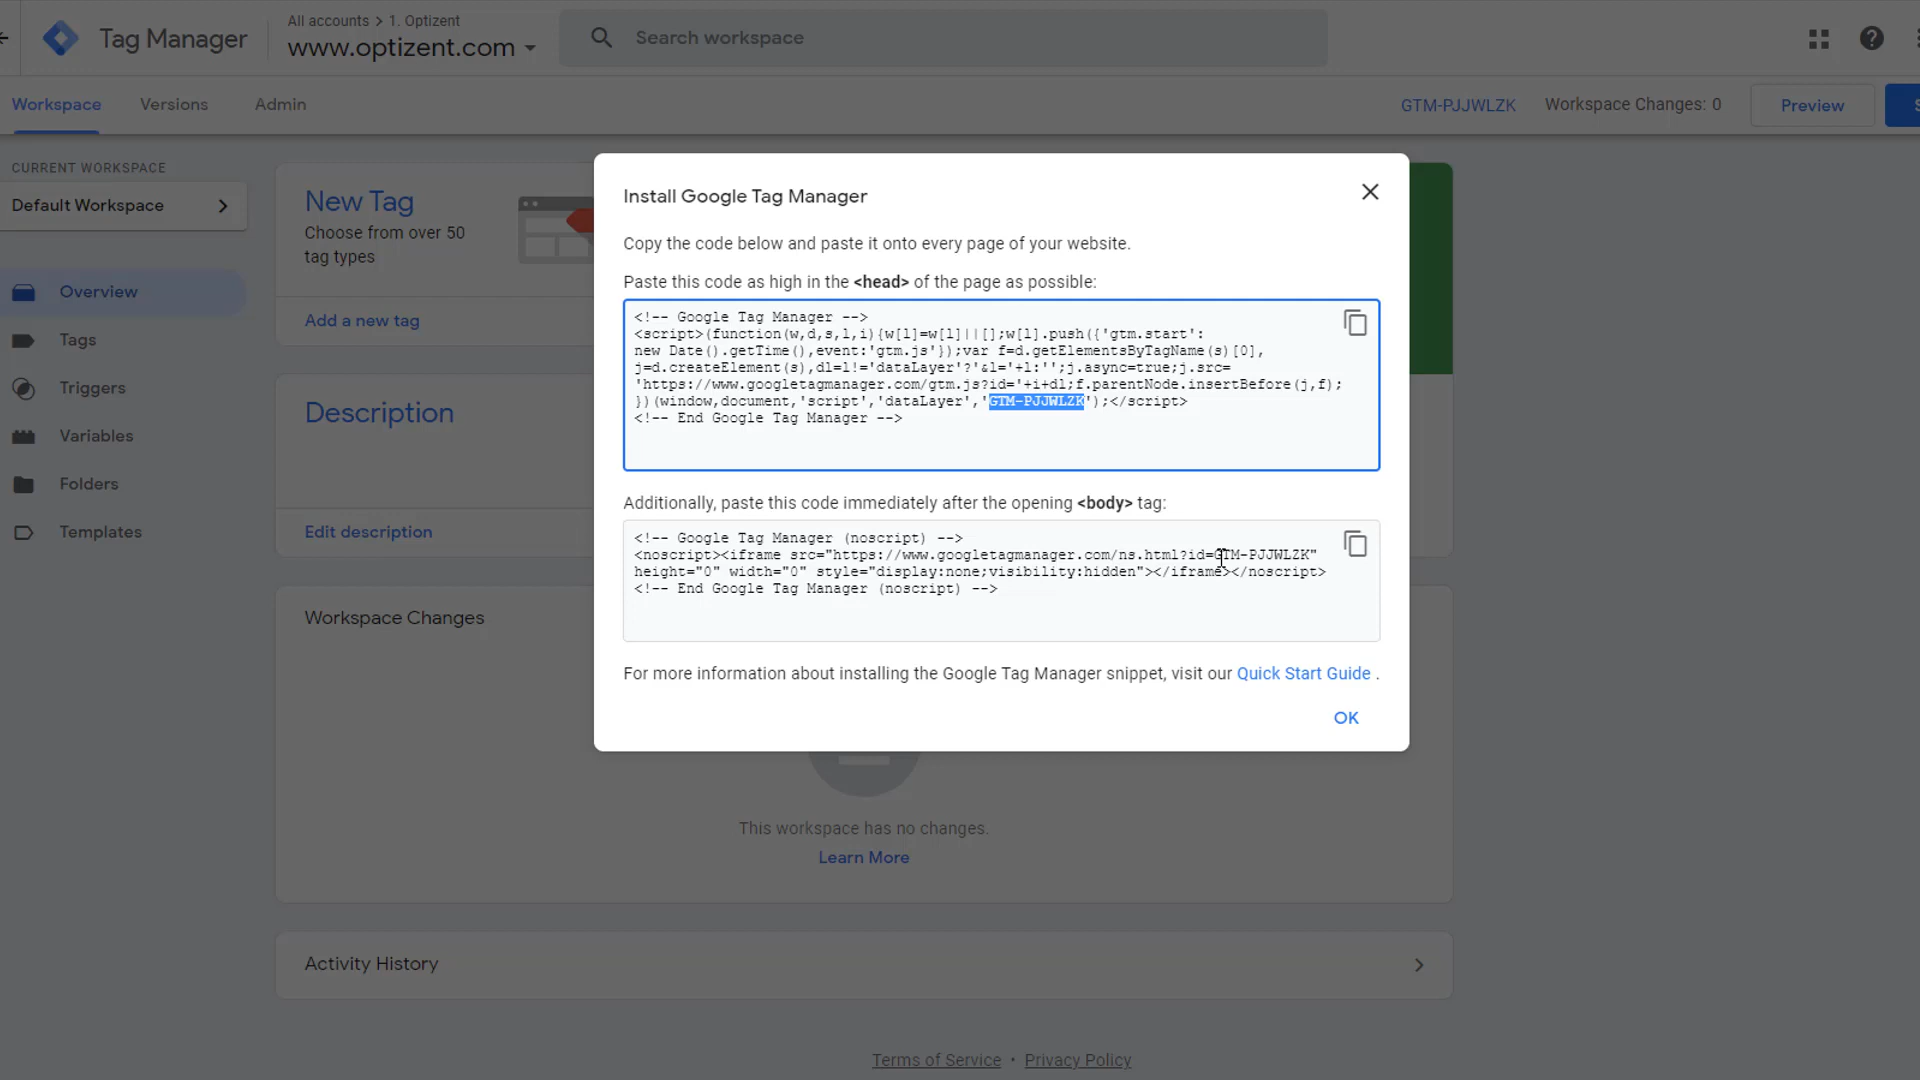 Tag Manager
All accounts > 1. Optizent
www.optizent.com
Search workspace
Workspace
Versions
Admin
GTM-PJJWLZK
Workspace Changes: 0
Preview
CURRENT WORKSPACE
Default Workspace
Overview
Tags
Triggers
Variables
Folders
Templates
New Tag
Choose from over 50
tag types
Add a new tag
Description
Edit description
Workspace Changes
Install Google Tag Manager
Copy the code below and paste it onto every page of your website.
Paste this code as high in the <head> of the page as possible:
<!-- Google Tag Manager -->
<script>(function(w,d,s,l,i){w[l]=w[l]||[];w[l].push({'gtm.start':
new Date().getTime(),event:'gtm.js'});var f=d.getElementsByTagName(s)[0],
j=d.createElement(s),dl=l!='dataLayer'?'&l='+l:'';j.async=true;j.src=
'https://www.googletagmanager.com/gtm.js?id='+i+dl;f.parentNode.insertBefore(j,f);
})(window,document,'script','dataLayer','GTM-PJJWLZK');</script>
<!-- End Google Tag Manager -->
Additionally, paste this code immediately after the opening <body> tag:
<!-- Google Tag Manager (noscript) -->
<noscript><iframe src="https://www.googletagmanager.com/ns.html?id=GTM-PJJWLZK"
height="0" width="0" style="display:none;visibility:hidden"></iframe></noscript>
<!-- End Google Tag Manager (noscript) -->
For more information about installing the Google Tag Manager snippet, visit our Quick Start Guide .
OK
This workspace has no changes.
Learn More
Activity History
Terms of Service · Privacy Policy